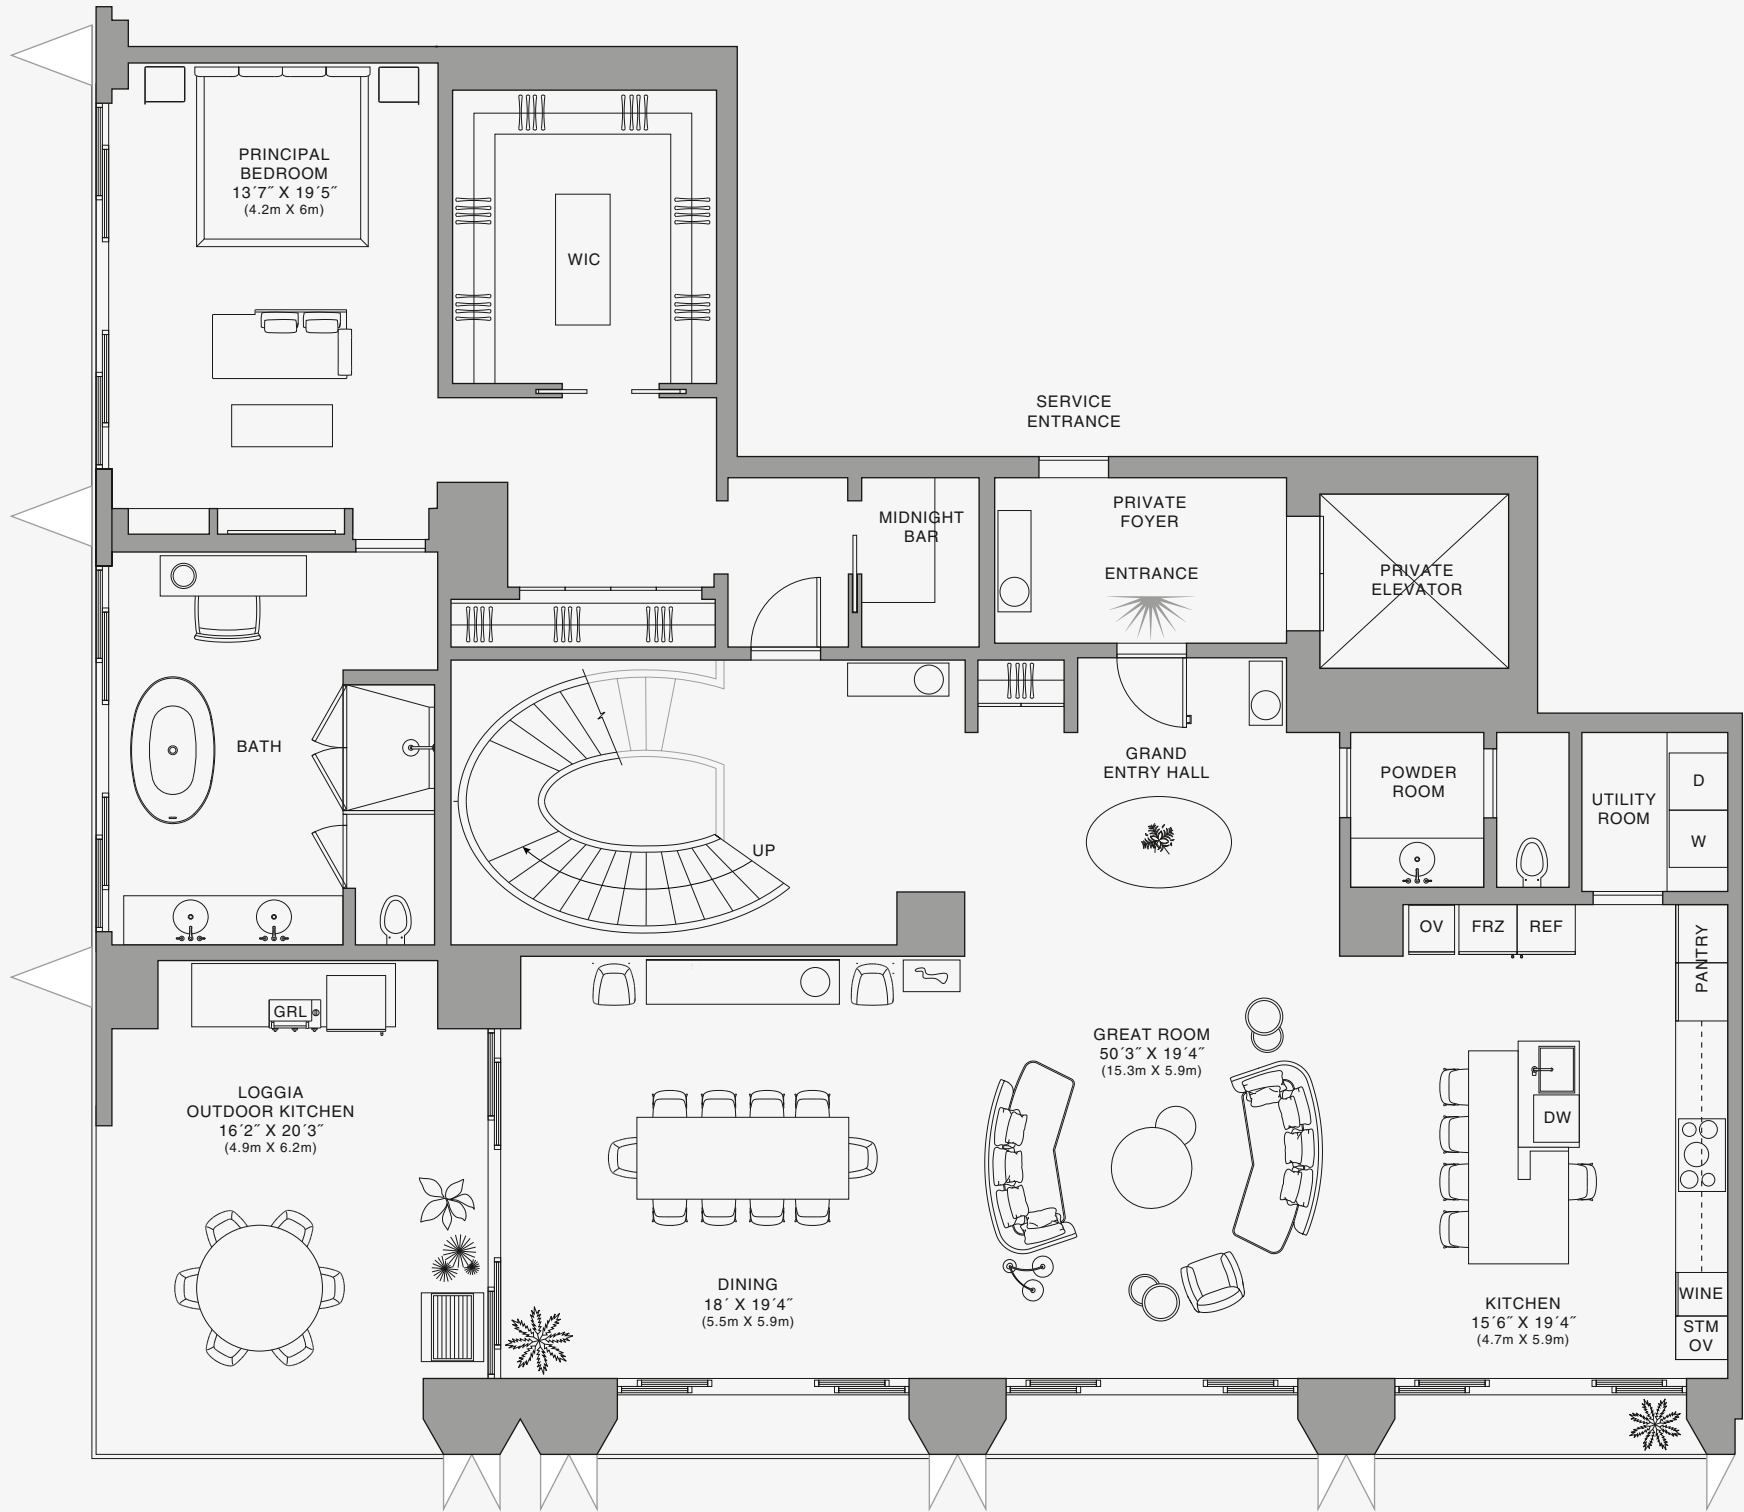 PRINCIPAL
BEDROOM
13´7˝ X 19´5˝
(4.2m X 6m)
WIC
SERVICE
ENTRANCE
MIDNIGHT
BAR
PRIVATE
FOYER
ENTRANCE
PRIVATE
ELEVATOR
BATH
UP
GRAND
ENTRY HALL
POWDER
ROOM
UTILITY
ROOM
D
W
OV
FRZ
REF
PANTRY
GRL
LOGGIA
OUTDOOR KITCHEN
16´2˝ X 20´3˝
(4.9m X 6.2m)
GREAT ROOM
50´3˝ X 19´4˝
(15.3m X 5.9m)
DW
DINING
18´ X 19´4˝
(5.5m X 5.9m)
KITCHEN
15´6˝ X 19´4˝
(4.7m X 5.9m)
WINE
STM
OV